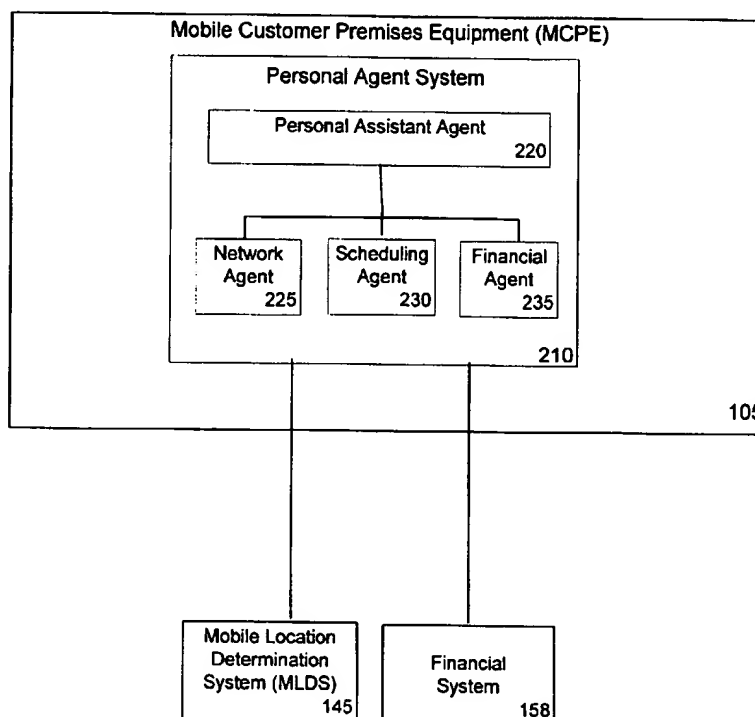 Mobile Customer Premises Equipment (MCPE)
Personal Agent System
Personal Assistant Agent
220
Network
Agent
225
Scheduling
Agent
230
Financial
Agent
235
210
105
Mobile Location
Determination
System (MLDS)
145
Financial
System
158